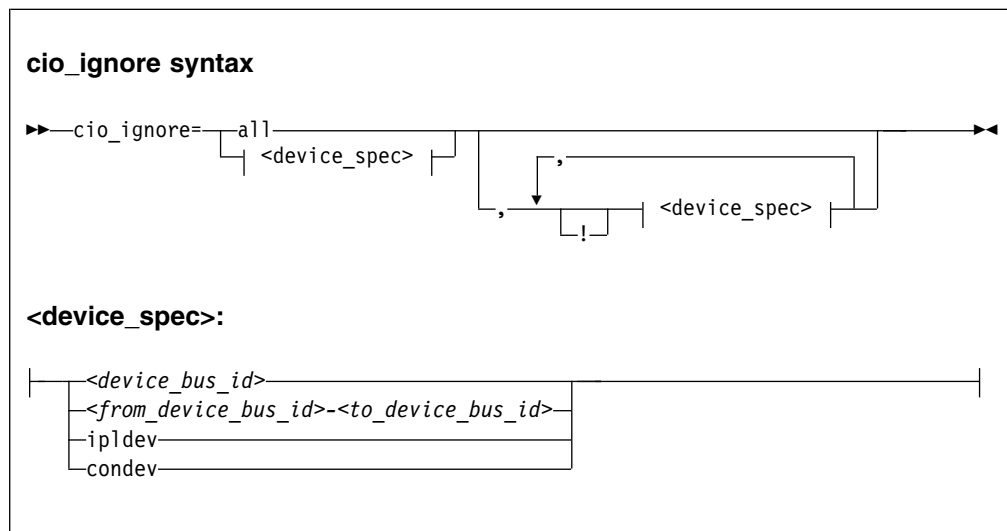 cio_ignore syntax
cio_ignore= all
<device_spec>
,
, ! <device_spec>
<device_spec>:
<device_bus_id>
<from_device_bus_id>-<to_device_bus_id>
ipldev
condev